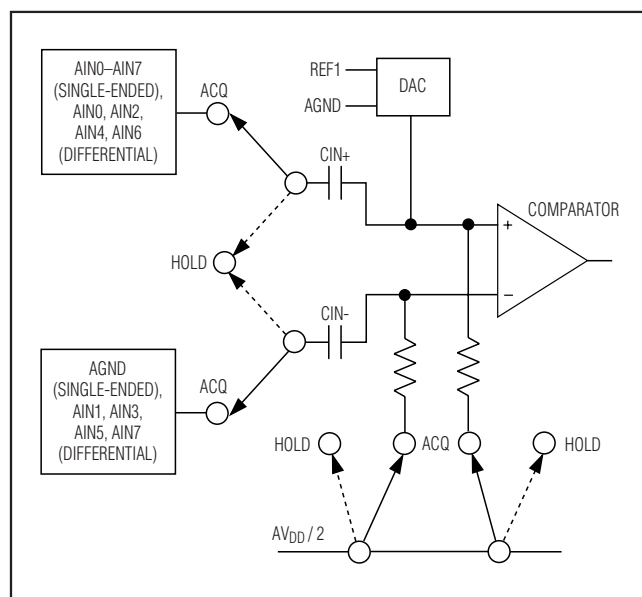 AIN0–AIN7
(SINGLE-ENDED),
AIN0, AIN2,
AIN4, AIN6
(DIFFERENTIAL)
ACQ
REF1
AGND
DAC
CIN+
COMPARATOR
+
−
HOLD
CIN-
AGND
(SINGLE-ENDED),
AIN1, AIN3,
AIN5, AIN7
(DIFFERENTIAL)
ACQ
HOLD
ACQ
HOLD
AVDD/2